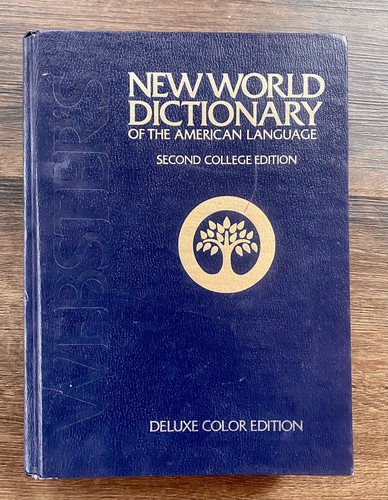 WEBSTER'S
NEW WORLD
DICTIONARY
OF THE AMERICAN LANGUAGE
SECOND COLLEGE EDITION
DELUXE COLOR EDITION